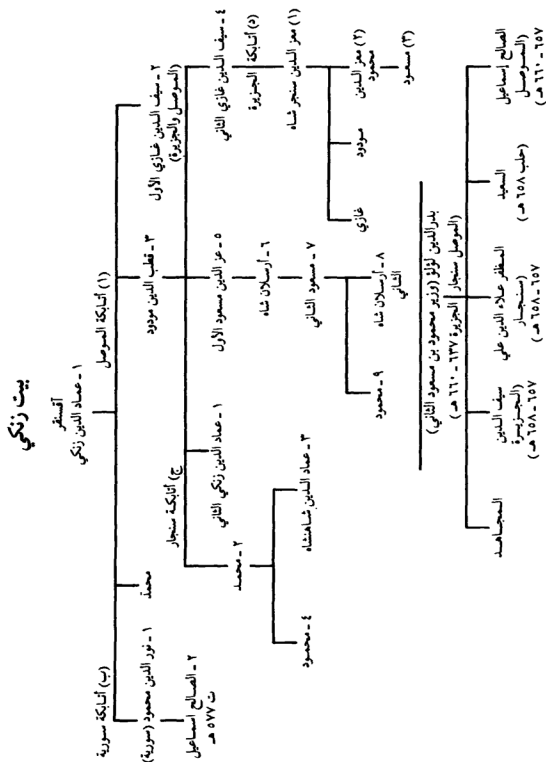 بيت زنكي
آقسنقر
١ - عماد الدين زنكي
(١) أتابكة الموصل
(ب) أتابكة سورية
٢ - سيف الدين غازي الأول
(الموصل والجزيرة)
٣ - قطب الدين مودود
محمد
١ - نور الدين محمود (سورية)
٢ - الصالح اسماعيل
ت ٥٧٧ هـ
٤ - سيف الدين غازي الثاني
(٥) أتابكة الجزيرة
(١) معز الدين سنجر شاه
(٢) معز الدين
محمود
(٣) مسعود
مودود
غازي
٥ - عز الدين مسعود الأول
٦ - أرسلان شاه
٧ - مسعود الثاني
٨ - أرسلان شاه
الثاني
٩ - محمود
ج) أتابكة سنجار
١ - عماد الدين زنكي الثاني
٢ - محمد
٣ - عماد الدين شاهنشاه
٤ - محمود
بدر الدين لؤلؤ (وزير محمود بن مسعود الثاني)
(الموصل سنجار الجزيرة ٦٣٧ - ٦٦٠ هـ)
الصالح إسماعيل
(الموصل
٦٥٧ - ٦٦٠ هـ)
السعيد
(حلب ٦٥٨ هـ)
المظفر علاء الدين علي
(سنجار
٦٥٧ - ٦٥٨ هـ)
سيف الدين
(الجزيرة
٦٥٧ - ٦٥٨ هـ)
المجاهد